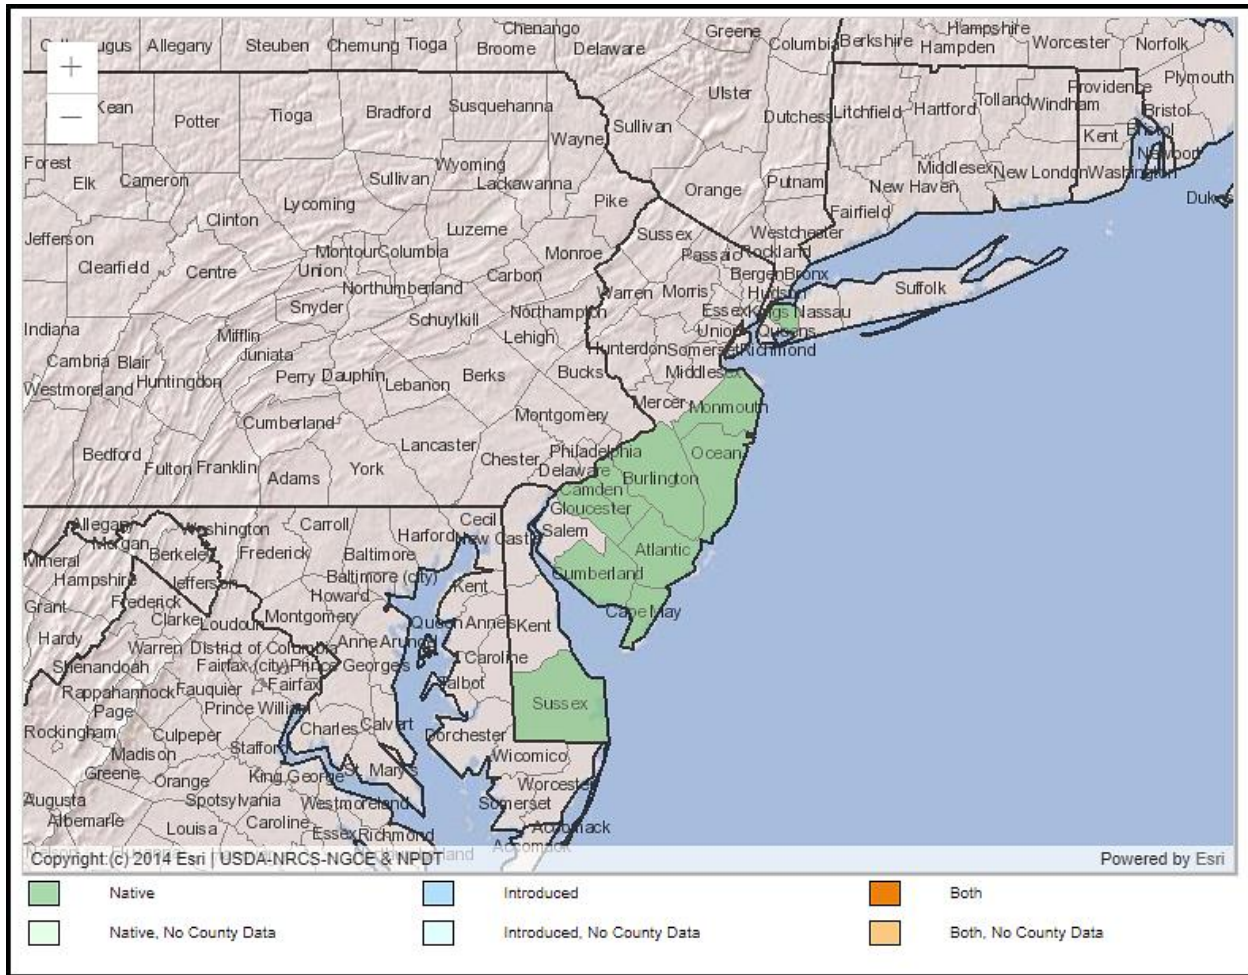 Chenango
Greene
Hampshire
Allegany Steuben Chemung Tioga Broome Delaware Columbia Berkshire Hampden Worcester Norfolk
+
−
Kean Potter Tioga Bradford Susquehanna Ulster Dutchess Litchfield Hartford Tolland Windham Providence Plymouth
Wayne Sullivan Kent Bristol Bristol
Forest Elk Cameron Sullivan Wyoming Lackawanna Orange Putnam New Haven Middlesex New London Washington Newport
Clinton Lycoming Pike Fairfield Dukes
Jefferson Clearfield Centre Union Montour Columbia Luzerne Monroe Sussex Passaic Rockland Westchester
Carbon Bergen Bronx
Snyder Northumberland Northampton Warren Morris Hudson Suffolk
Indiana Mifflin Schuylkill Lehigh Essex Kings Nassau
Union Queens
Cambria Blair Juniata Hunterdon Somerset Richmond
Westmoreland Huntingdon Perry Dauphin Lebanon Berks Bucks Middlesex
Cumberland Montgomery Mercer Monmouth
Bedford Fulton Franklin Adams York Lancaster Chester Delaware Philadelphia Burlington Ocean
Camden
Gloucester
Allegany Washington Carroll Harford Cecil New Castle Salem
Morgan Berkeley Frederick Baltimore Atlantic
Mineral Hampshire Jefferson Baltimore (city) Kent Cumberland
Grant Frederick Clarke Loudoun Montgomery Howard Cape May
Hardy Warren District of Columbia Anne Arundel Queen Annes Kent
Shenandoah Fairfax (city) Prince Georges Caroline
Rappahannock Fauquier Fairfax Talbot
Page Prince William Sussex
Rockingham Culpeper Stafford Charles Calvert Dorchester
Madison Wicomico
Greene Orange King George St. Marys Worcester
Augusta Spotsylvania Westmoreland Somerset
Albemarle Louisa Caroline Essex Richmond Accomack
Accomack
Copyright:(c) 2014 Esri | USDA-NRCS-NGCE & NPDT Powered by Esri
Native Introduced Both
Native, No County Data Introduced, No County Data Both, No County Data